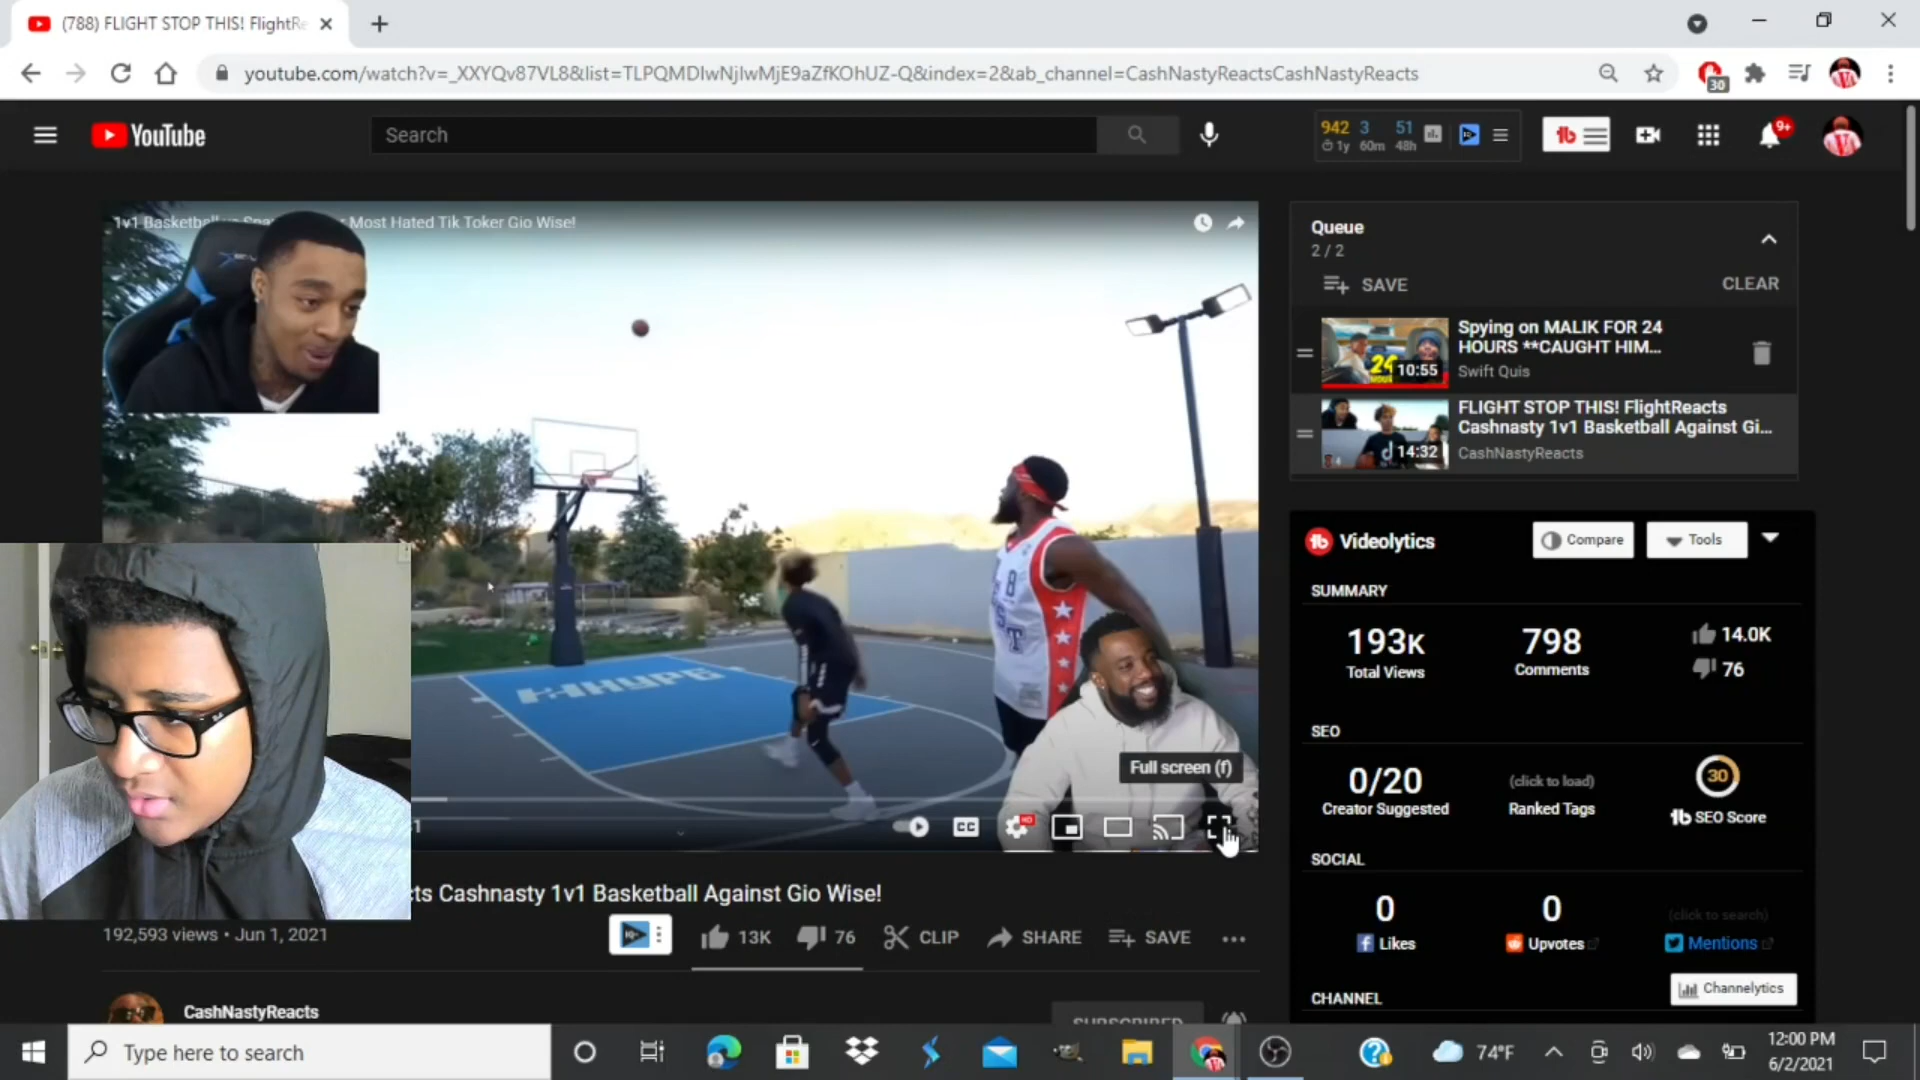 (788) FLIGHT STOP THIS! FlightRe
youtube.com/watch?v=_XXYQv87VL8&list=TLPQMDIwNjIwMjE9aZfKOhUZ-Q&index=2&ab_channel=CashNastyReactsCashNastyReacts
30
YouTube
Search
942 3 51
1y 60m 48h
9+
1v1 Basketball Most Hated Tik Toker Gio Wise!
Queue
2 / 2
SAVE
CLEAR
Spying on MALIK FOR 24
HOURS **CAUGHT HIM...
Swift Quis
10:55
FLIGHT STOP THIS! FlightReacts
Cashnasty 1v1 Basketball Against Gi...
CashNastyReacts
14:32
HYPE
8
Videolytics
Compare
Tools
SUMMARY
193K 798 14.0K
Total Views Comments 76
SEO
0/20 (click to load) 30
Creator Suggested Ranked Tags SEO Score
SOCIAL
0 0 (click to search)
Likes Upvotes Mentions
CHANNEL
Channelytics
Full screen (f)
CC
HD
cts Cashnasty 1v1 Basketball Against Gio Wise!
192,593 views • Jun 1, 2021
13K 76 CLIP SHARE SAVE
CashNastyReacts
SUBSCRIBED
Type here to search
74°F
12:00 PM
6/2/2021